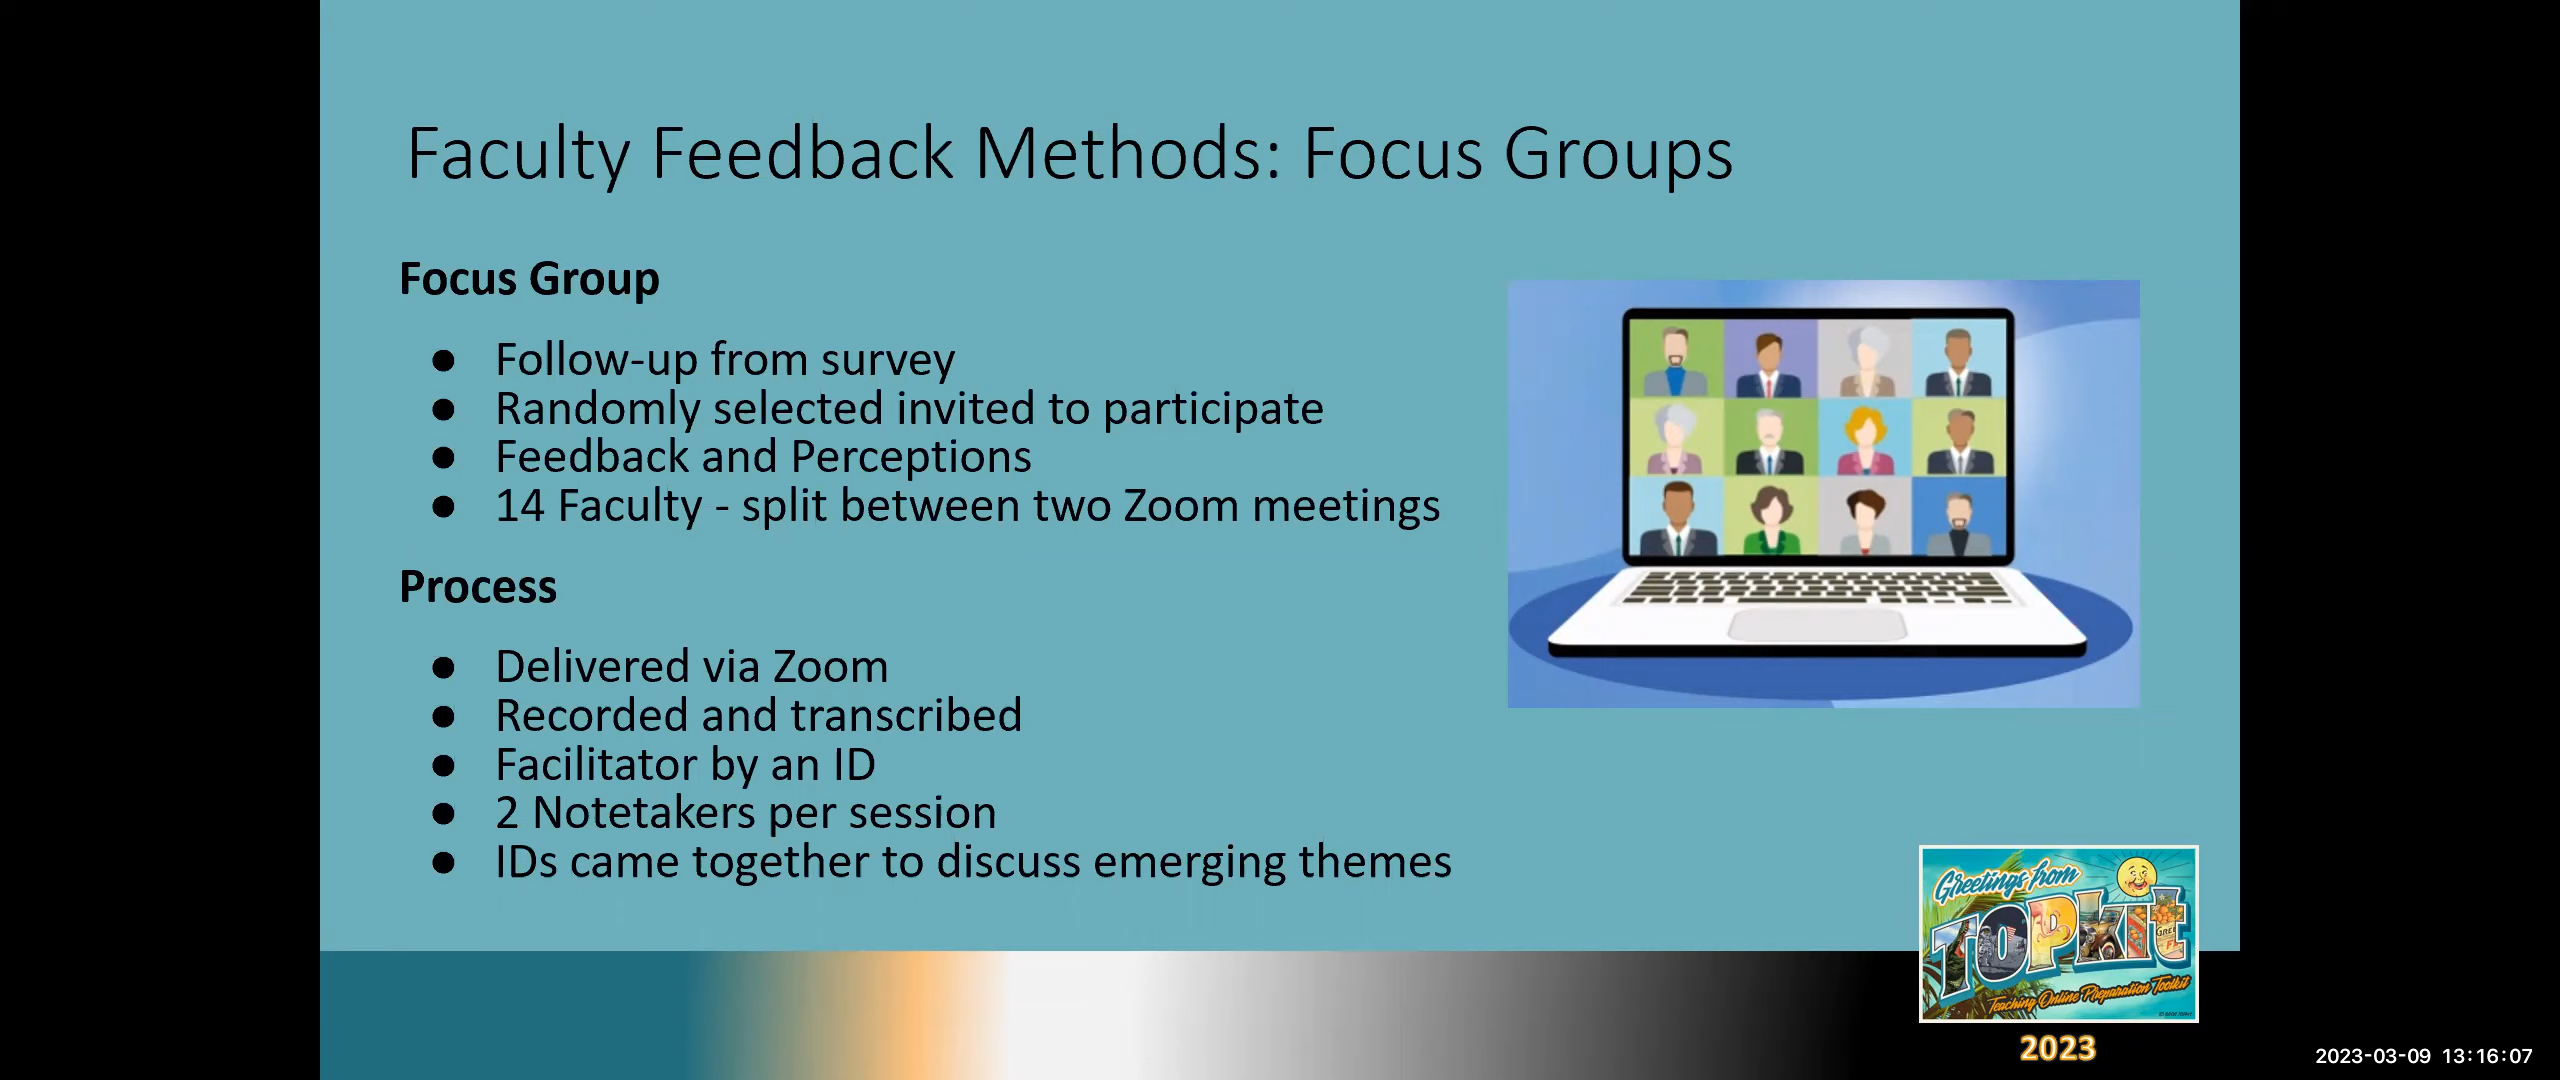 Faculty Feedback Methods: Focus Groups
Focus Group
● Follow-up from survey
● Randomly selected invited to participate
● Feedback and Perceptions
● 14 Faculty - split between two Zoom meetings
Process
● Delivered via Zoom
● Recorded and transcribed
● Facilitator by an ID
● 2 Notetakers per session
● IDs came together to discuss emerging themes
Greetings from
TOPkit
Teaching Online Preparation Toolkit
2023
2023-03-09 13:16:07